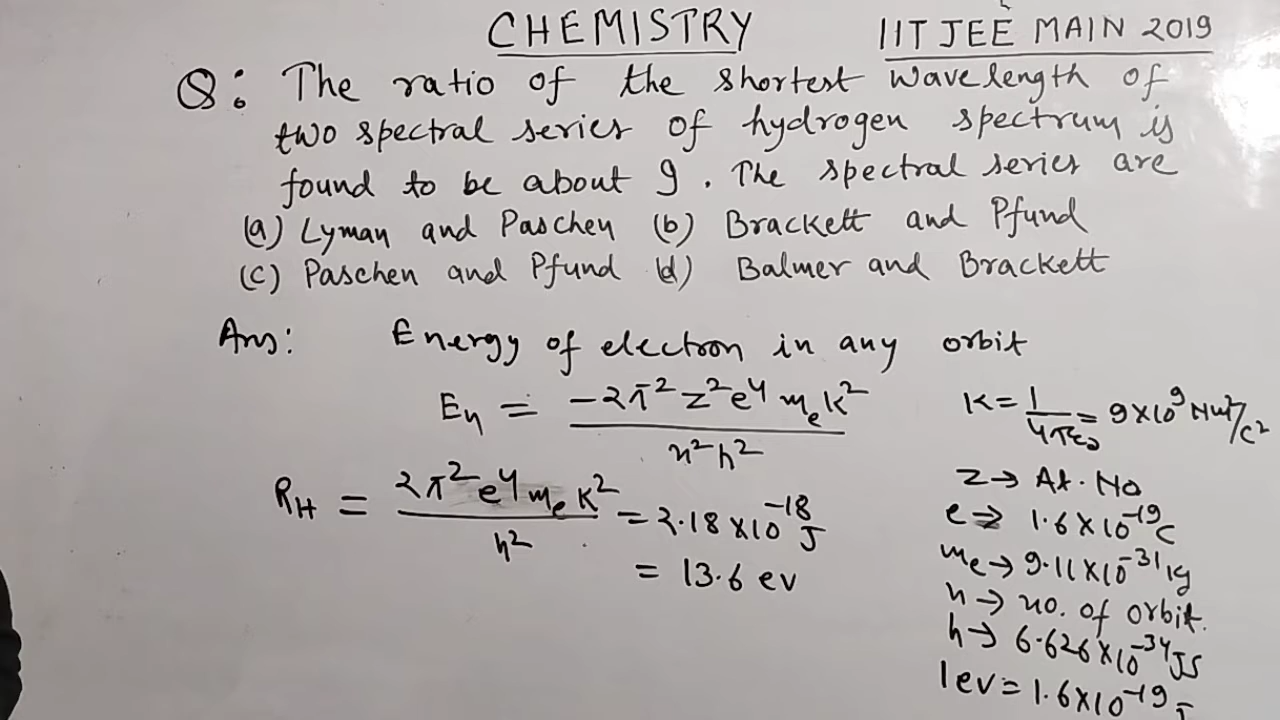 CHEMISTRY IIT JEE MAIN 2019
Q: The ratio of the shortest wavelength of
two spectral series of hydrogen spectrum is
found to be about 9. The spectral series are
(a) Lyman and Paschen (b) Brackett and Pfund
(c) Paschen and Pfund (d) Balmer and Brackett
Ans: Energy of electron in any orbit
En = -2π²z²e⁴mek² / n²h²
K = 1/4πε₀ = 9×10⁹ Nm²/C²
RH = 2π²e⁴meK² / h² = 2.18×10⁻¹⁸ J
= 13.6 ev
Z → At. No
e → 1.6×10⁻¹⁹ C
me → 9.11×10⁻³¹ kg
n → no. of orbit.
h → 6.626×10⁻³⁴ JS
1ev = 1.6×10⁻¹⁹ J